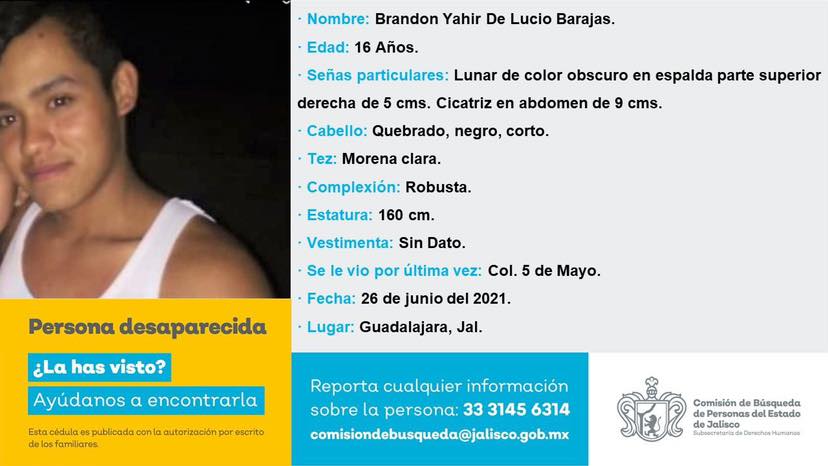 · Nombre: Brandon Yahir De Lucio Barajas.
· Edad: 16 Años.
· Señas particulares: Lunar de color obscuro en espalda parte superior
derecha de 5 cms. Cicatriz en abdomen de 9 cms.
· Cabello: Quebrado, negro, corto.
· Tez: Morena clara.
· Complexión: Robusta.
· Estatura: 160 cm.
· Vestimenta: Sin Dato.
· Se le vio por última vez: Col. 5 de Mayo.
· Fecha: 26 de junio del 2021.
· Lugar: Guadalajara, Jal.
Persona desaparecida
¿La has visto?
Ayúdanos a encontrarla
Esta cédula es publicada con la autorización por escrito
de los familiares.
Reporta cualquier información
sobre la persona: 33 3145 6314
comisiondebusqueda@jalisco.gob.mx
Comisión de Búsqueda
de Personas del Estado
de Jalisco
Subsecretaría de Derechos Humanos